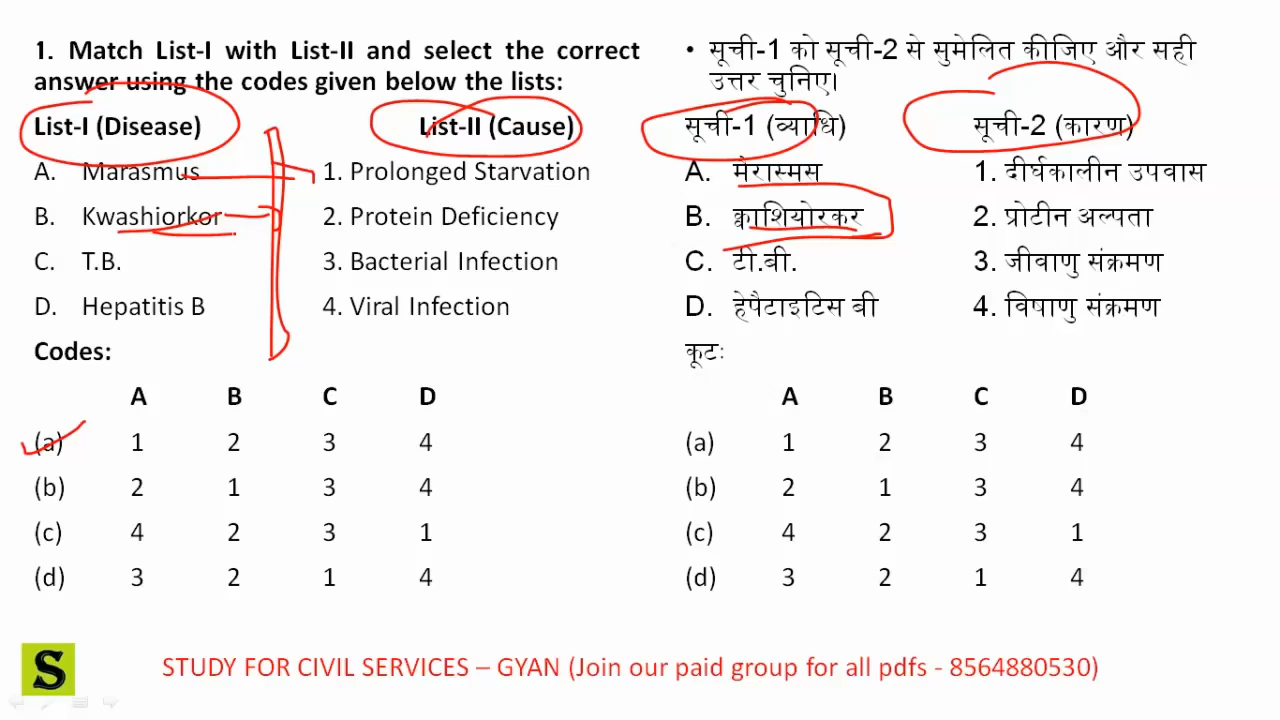 1. Match List-I with List-II and select the correct
answer using the codes given below the lists:
List-I (Disease) List-II (Cause)
A. Marasmus 1. Prolonged Starvation
B. Kwashiorkor 2. Protein Deficiency
C. T.B. 3. Bacterial Infection
D. Hepatitis B 4. Viral Infection
Codes:
A B C D
(a) 1 2 3 4
(b) 2 1 3 4
(c) 4 2 3 1
(d) 3 2 1 4
• सूची-1 को सूची-2 से सुमेलित कीजिए और सही
उत्तर चुनिए।
सूची-1 (व्याधि) सूची-2 (कारण)
A. मैरास्मस 1. दीर्घकालीन उपवास
B. क्वाशियोरकर 2. प्रोटीन अल्पता
C. टी.बी. 3. जीवाणु संक्रमण
D. हेपैटाइटिस बी 4. विषाणु संक्रमण
कूटः
A B C D
(a) 1 2 3 4
(b) 2 1 3 4
(c) 4 2 3 1
(d) 3 2 1 4
S
STUDY FOR CIVIL SERVICES – GYAN (Join our paid group for all pdfs - 8564880530)